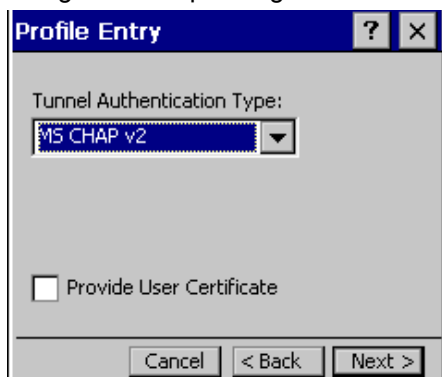 Profile Entry ? ×
Tunnel Authentication Type:
MS CHAP v2
Provide User Certificate
Cancel < Back Next >